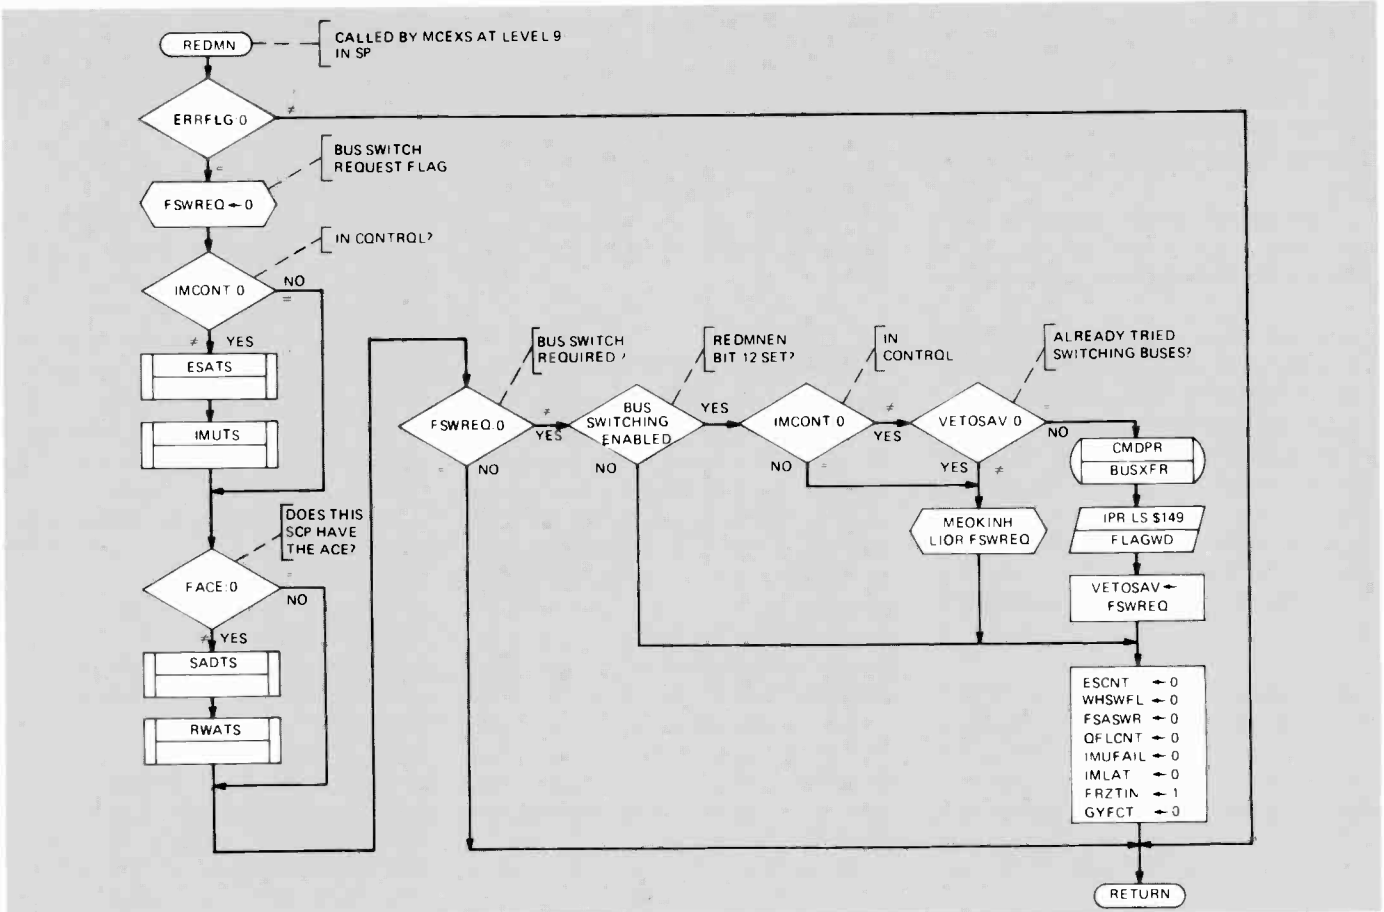 REDMN
CALLED BY MCEXS AT LEVEL 9
IN SP
ERRFLG:0
≠
=
BUS SWITCH
REQUEST FLAG
FSWREQ←0
IN CONTROL?
IMCONT 0
NO
=
≠ YES
ESATS
IMUTS
DOES THIS
SCP HAVE
THE ACE?
FACE:0
=
NO
≠ YES
SADTS
RWATS
BUS SWITCH
REQUIRED ?
FSWREQ:0
≠
YES
=
NO
REDMNEN
BIT 12 SET?
BUS
SWITCHING
ENABLED
YES
NO
IN
CONTROL
IMCONT 0
≠
YES
NO
=
ALREADY TRIED
SWITCHING BUSES?
VETOSAV 0
=
NO
YES
≠
MEOKINH
LIOR FSWREQ
CMDPR
BUSXFR
IPR LS $149
FLAGWD
VETOSAV←
FSWREQ
ESCNT ←0
WHSWFL ←0
FSASWR ←0
QFLCNT ←0
IMUFAIL ←0
IMLAT ←0
FRZTIN ←1
GYFCT ←0
RETURN